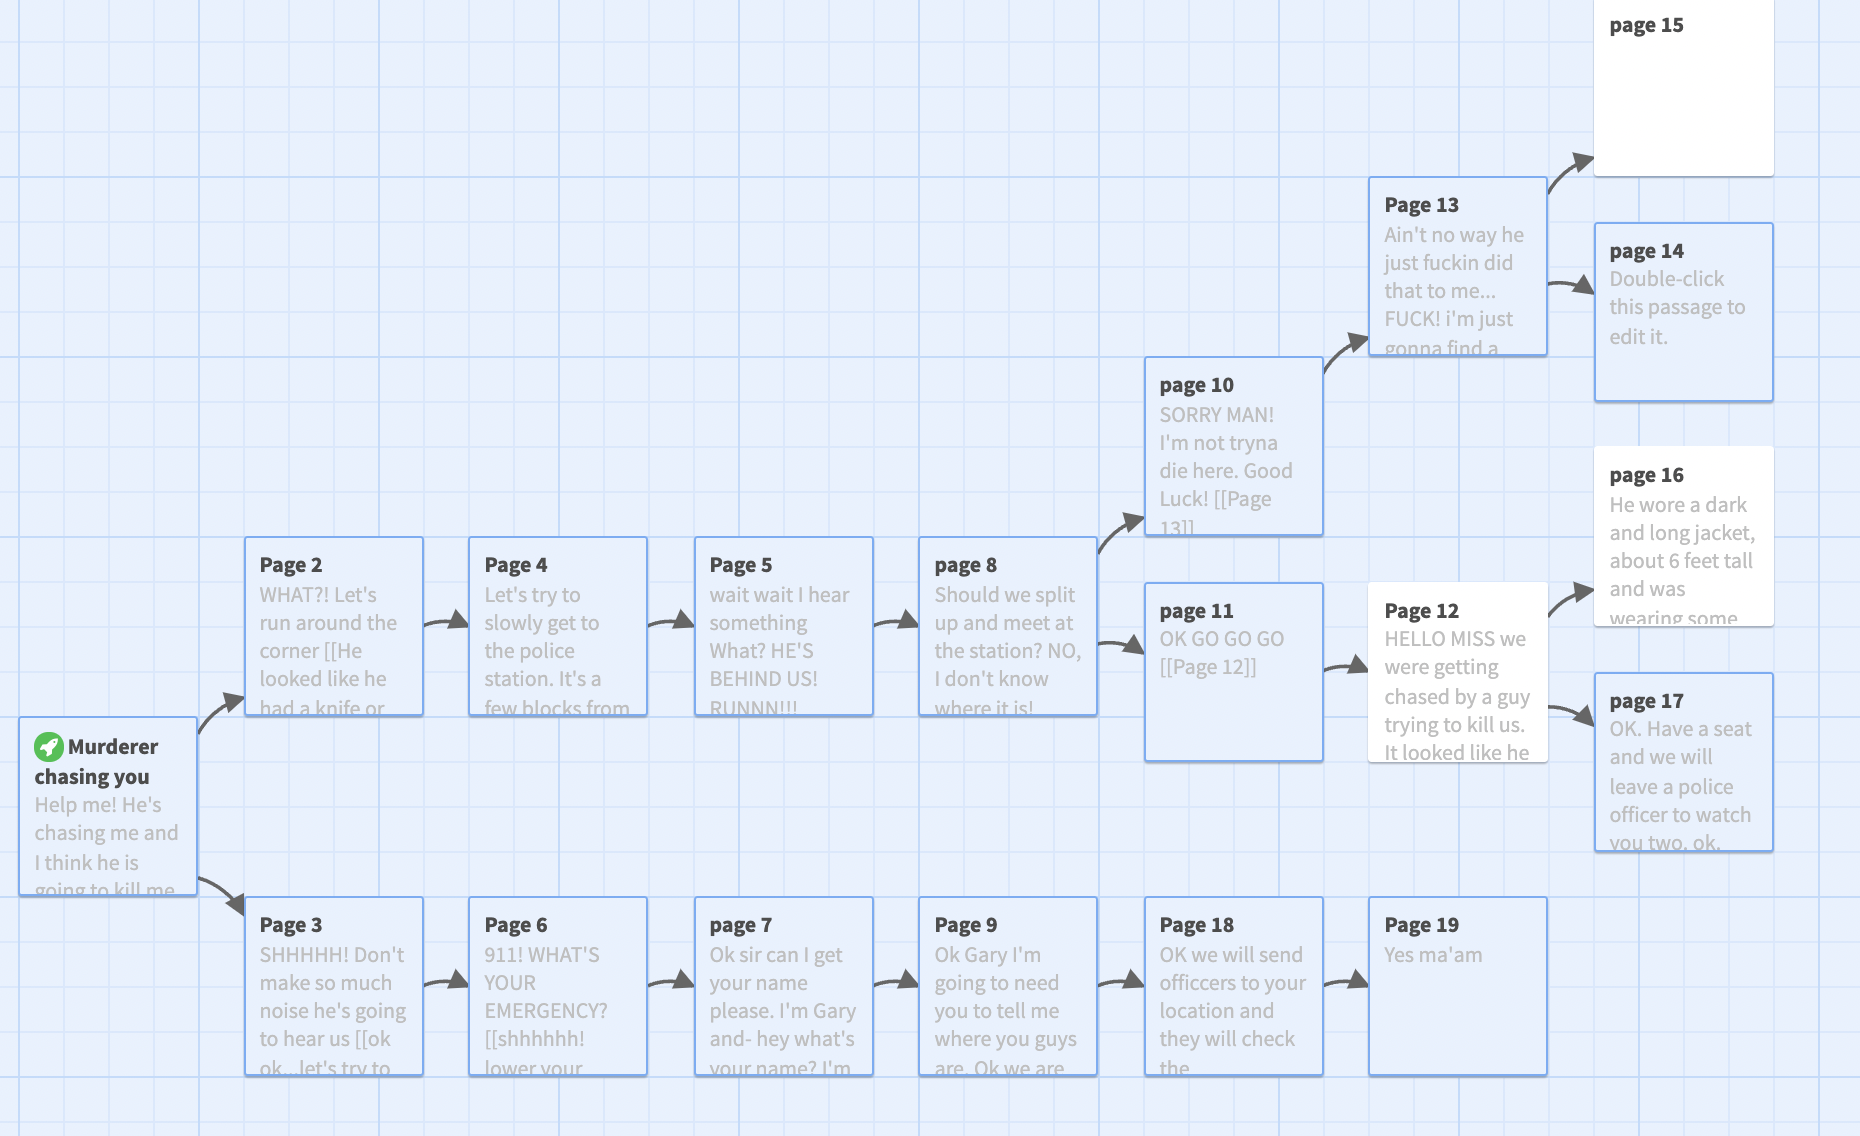 page 15
Page 13
Ain't no way he
just fuckin did
that to me...
FUCK! i'm just
gonna find a
page 14
Double-click
this passage to
edit it.
page 10
SORRY MAN!
I'm not tryna
die here. Good
Luck! [[Page
13]]
page 16
He wore a dark
and long jacket,
about 6 feet tall
and was
wearing some
Page 2
WHAT?! Let's
run around the
corner [[He
looked like he
had a knife or
Page 4
Let's try to
slowly get to
the police
station. It's a
few blocks from
Page 5
wait wait I hear
something
What? HE'S
BEHIND US!
RUNNN!!!
page 8
Should we split
up and meet at
the station? NO,
I don't know
where it is!
page 11
OK GO GO GO
[[Page 12]]
Page 12
HELLO MISS we
were getting
chased by a guy
trying to kill us.
It looked like he
page 17
OK. Have a seat
and we will
leave a police
officer to watch
you two. ok.
Murderer
chasing you
Help me! He's
chasing me and
I think he is
going to kill me
Page 3
SHHHHH! Don't
make so much
noise he's going
to hear us [[ok
ok...let's try to
Page 6
911! WHAT'S
YOUR
EMERGENCY?
[[shhhhhh!
lower your
page 7
Ok sir can I get
your name
please. I'm Gary
and- hey what's
your name? I'm
Page 9
Ok Gary I'm
going to need
you to tell me
where you guys
are. Ok we are
Page 18
OK we will send
officcers to your
location and
they will check
the
Page 19
Yes ma'am